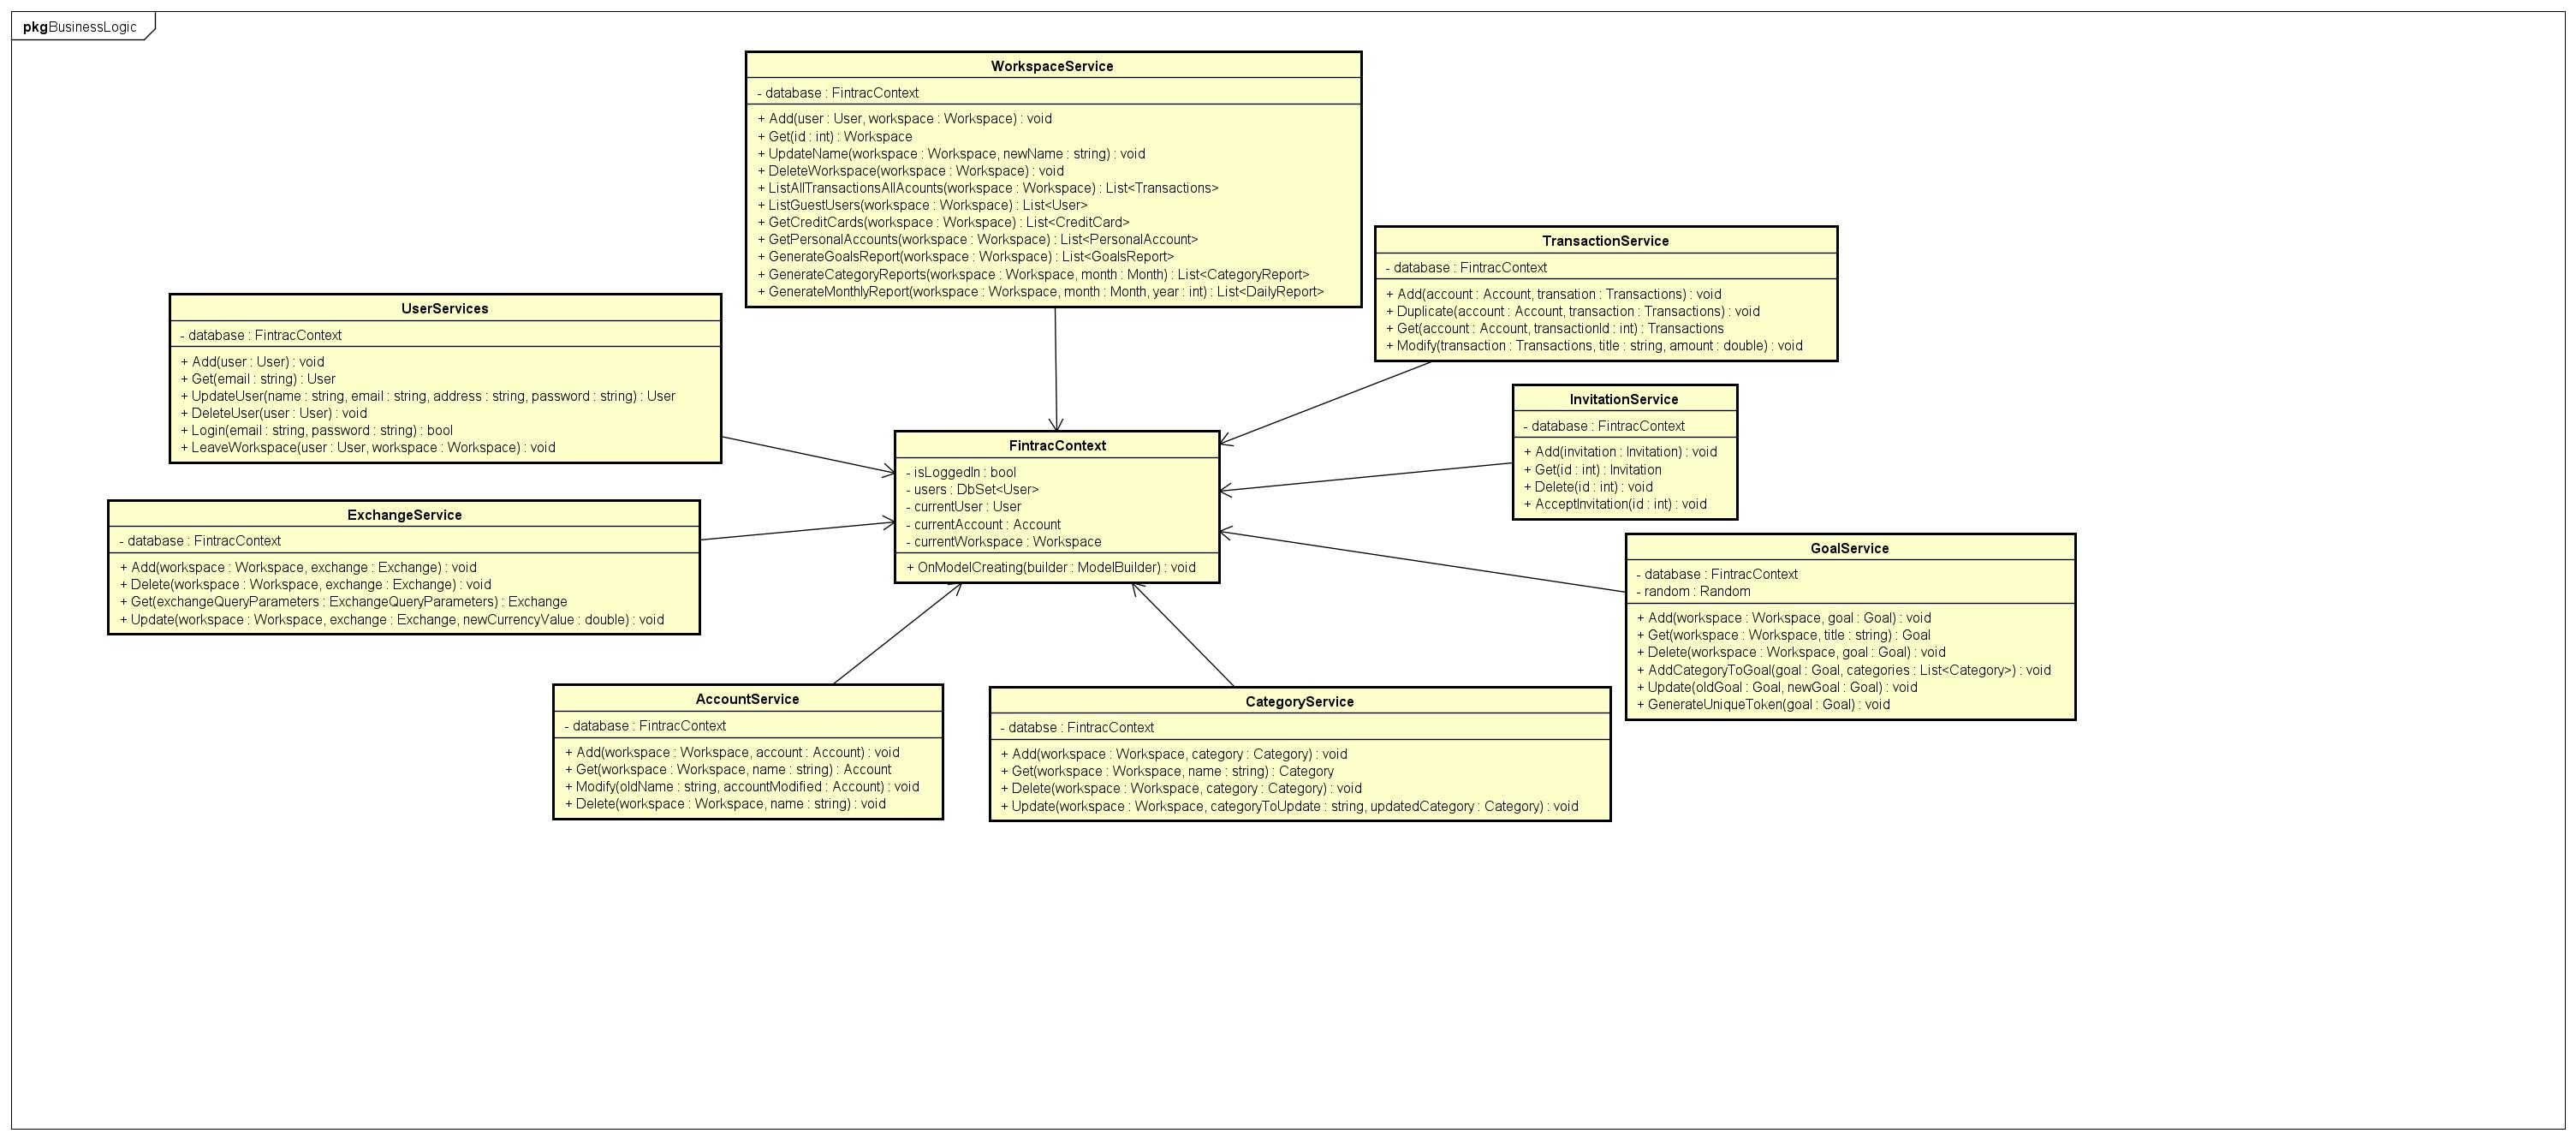 pkg BusinessLogic
WorkspaceService
- database : FintracContext
+ Add(user : User, workspace : Workspace) : void
+ Get(id : int) : Workspace
+ UpdateName(workspace : Workspace, newName : string) : void
+ DeleteWorkspace(workspace : Workspace) : void
+ ListAllTransactionsAllAcounts(workspace : Workspace) : List<Transactions>
+ ListGuestUsers(workspace : Workspace) : List<User>
+ GetCreditCards(workspace : Workspace) : List<CreditCard>
+ GetPersonalAccounts(workspace : Workspace) : List<PersonalAccount>
+ GenerateGoalsReport(workspace : Workspace) : List<GoalsReport>
+ GenerateCategoryReports(workspace : Workspace, month : Month) : List<CategoryReport>
+ GenerateMonthlyReport(workspace : Workspace, month : Month, year : int) : List<DailyReport>
TransactionService
- database : FintracContext
+ Add(account : Account, transation : Transactions) : void
+ Duplicate(account : Account, transaction : Transactions) : void
+ Get(account : Account, transactionId : int) : Transactions
+ Modify(transaction : Transactions, title : string, amount : double) : void
UserServices
- database : FintracContext
+ Add(user : User) : void
+ Get(email : string) : User
+ UpdateUser(name : string, email : string, address : string, password : string) : User
+ DeleteUser(user : User) : void
+ Login(email : string, password : string) : bool
+ LeaveWorkspace(user : User, workspace : Workspace) : void
InvitationService
- database : FintracContext
+ Add(invitation : Invitation) : void
+ Get(id : int) : Invitation
+ Delete(id : int) : void
+ AcceptInvitation(id : int) : void
FintracContext
- isLoggedIn : bool
- users : DbSet<User>
- currentUser : User
- currentAccount : Account
- currentWorkspace : Workspace
+ OnModelCreating(builder : ModelBuilder) : void
ExchangeService
- database : FintracContext
+ Add(workspace : Workspace, exchange : Exchange) : void
+ Delete(workspace : Workspace, exchange : Exchange) : void
+ Get(exchangeQueryParameters : ExchangeQueryParameters) : Exchange
+ Update(workspace : Workspace, exchange : Exchange, newCurrencyValue : double) : void
GoalService
- database : FintracContext
- random : Random
+ Add(workspace : Workspace, goal : Goal) : void
+ Get(workspace : Workspace, title : string) : Goal
+ Delete(workspace : Workspace, goal : Goal) : void
+ AddCategoryToGoal(goal : Goal, categories : List<Category>) : void
+ Update(oldGoal : Goal, newGoal : Goal) : void
+ GenerateUniqueToken(goal : Goal) : void
AccountService
- database : FintracContext
+ Add(workspace : Workspace, account : Account) : void
+ Get(workspace : Workspace, name : string) : Account
+ Modify(oldName : string, accountModified : Account) : void
+ Delete(workspace : Workspace, name : string) : void
CategoryService
- databse : FintracContext
+ Add(workspace : Workspace, category : Category) : void
+ Get(workspace : Workspace, name : string) : Category
+ Delete(workspace : Workspace, category : Category) : void
+ Update(workspace : Workspace, categoryToUpdate : string, updatedCategory : Category) : void